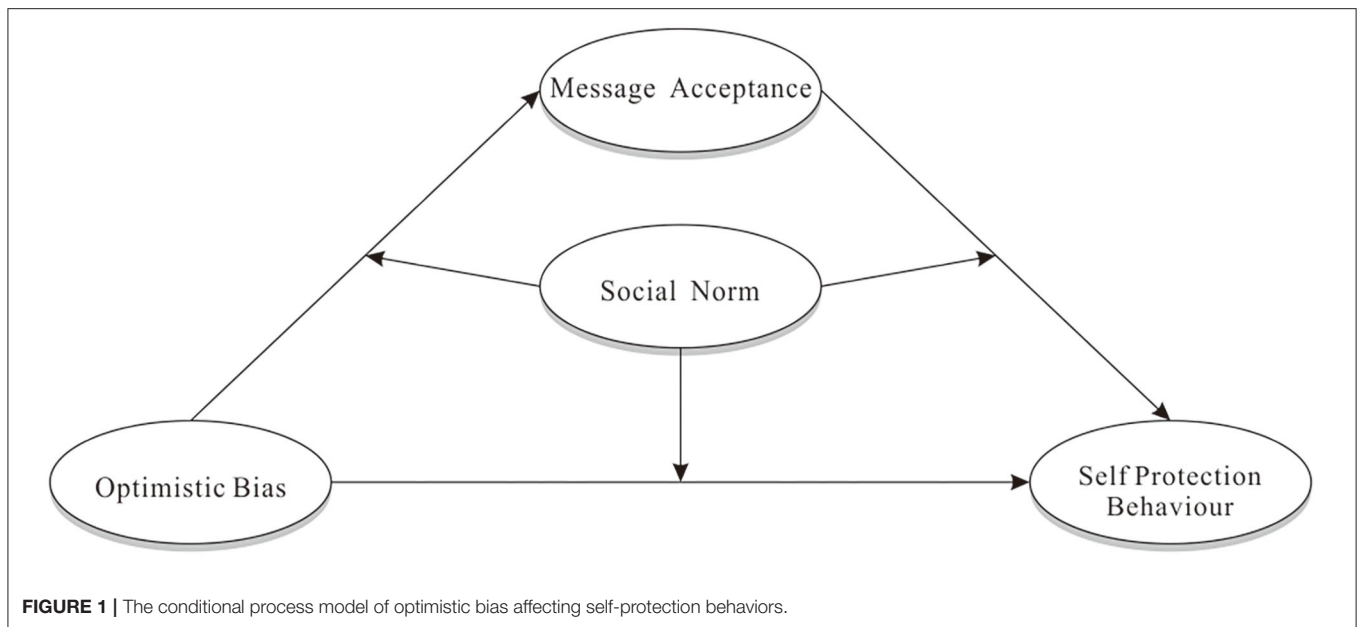 Message Acceptance
Social Norm
Optimistic Bias
Self Protection
Behaviour
FIGURE 1 | The conditional process model of optimistic bias affecting self-protection behaviors.